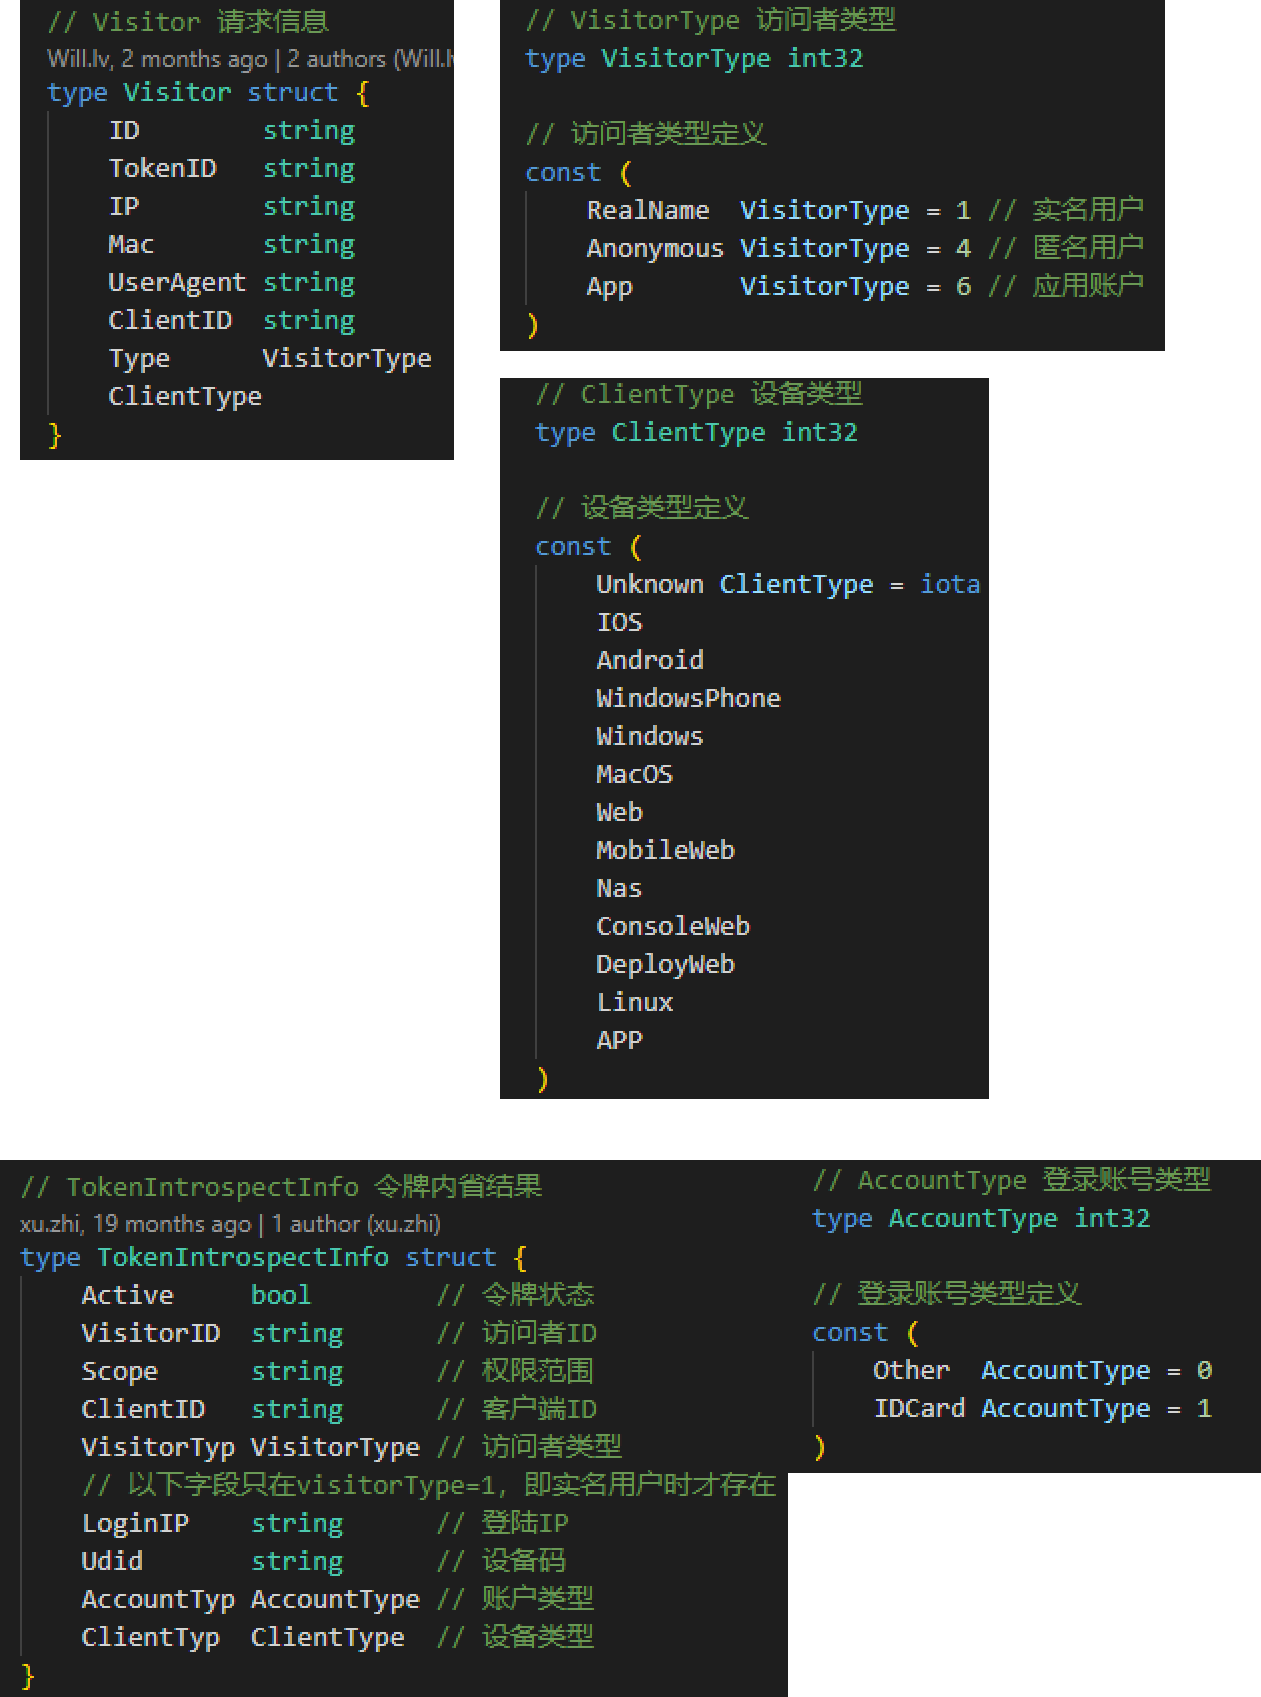 // Visitor 请求信息
Will.lv, 2 months ago | 2 authors (Will.lv
type Visitor struct {
ID string
TokenID string
IP string
Mac string
UserAgent string
ClientID string
Type VisitorType
ClientType
}
// VisitorType 访问者类型
type VisitorType int32
// 访问者类型定义
const (
RealName VisitorType = 1 // 实名用户
Anonymous VisitorType = 4 // 匿名用户
App VisitorType = 6 // 应用账户
)
// ClientType 设备类型
type ClientType int32
// 设备类型定义
const (
Unknown ClientType = iota
IOS
Android
WindowsPhone
Windows
MacOS
Web
MobileWeb
Nas
ConsoleWeb
DeployWeb
Linux
APP
)
// TokenIntrospectInfo 令牌内省结果
xu.zhi, 19 months ago | 1 author (xu.zhi)
type TokenIntrospectInfo struct {
Active bool // 令牌状态
VisitorID string // 访问者ID
Scope string // 权限范围
ClientID string // 客户端ID
VisitorTyp VisitorType // 访问者类型
// 以下字段只在visitorType=1，即实名用户时才存在
LoginIP string // 登陆IP
Udid string // 设备码
AccountTyp AccountType // 账户类型
ClientTyp ClientType // 设备类型
}
// AccountType 登录账号类型
type AccountType int32
// 登录账号类型定义
const (
Other AccountType = 0
IDCard AccountType = 1
)